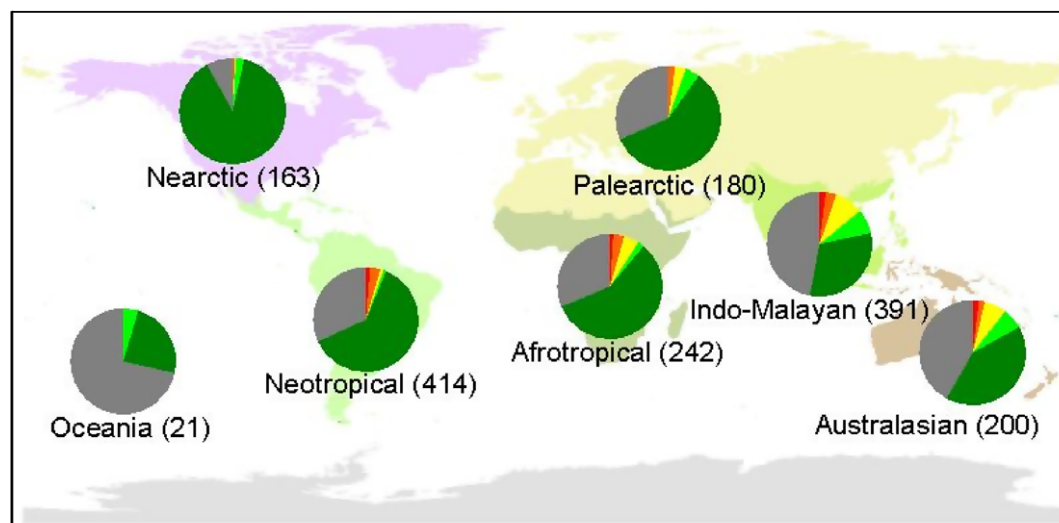 Nearctic (163)
Palearctic (180)
Indo-Malayan (391)
Afrotropical (242)
Neotropical (414)
Oceania (21)
Australasian (200)